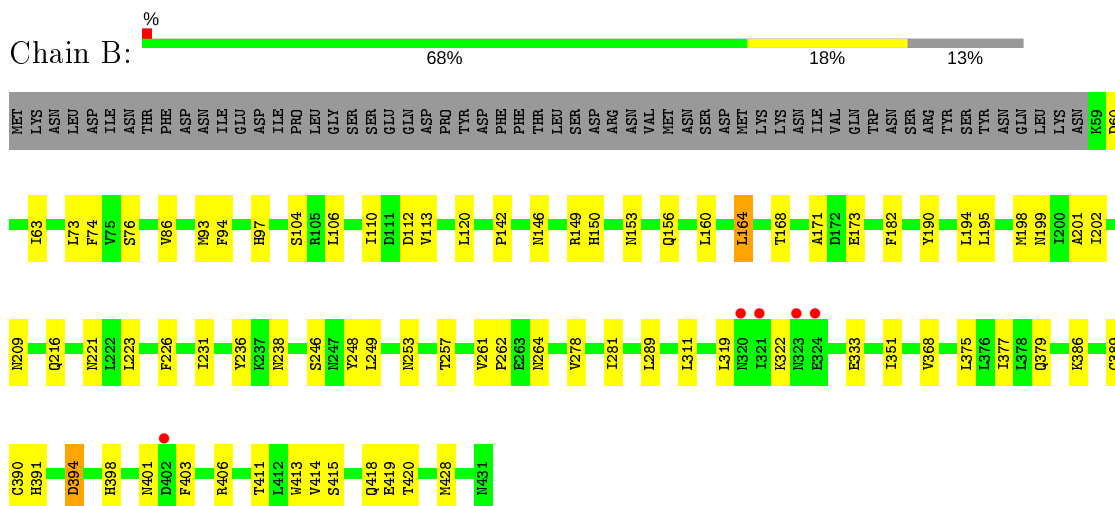 %
Chain B:
68% 18% 13%
MET LYS ASN LEU ASP ILE ASN THR PHE ASP ASN ILE GLU ASP ILE PRO LEU GLY SER SER GLU GLN ASP PRO TYR ASP PHE PHE THR LEU SER ASP ARG ASN VAL MET ASN SER ASP MET LYS LYS ASN ILE VAL GLN TRP ASN SER ARG TYR SER TYR ASN GLN LEU LYS ASN K59 D60
I63 L73 F74 V75 S76 V86 M93 F94 H97 S104 R105 L106 I110 D111 D112 V113 L120 P142 N146 R149 H150 N153 Q156 L160 L164 T168 A171 D172 E173 F182 Y190 L194 L195 M198 N199 I200 A201 I202
N209 Q216 N221 L222 L223 F226 I231 Y236 K237 N238 S246 N247 Y248 L249 N253 T257 V261 P262 E263 N264 V278 I281 L289 L311 L319 N320 I321 K322 N323 E324 E333 I351 V368 L375 L376 I377 L378 Q379 K386
C390 H391 D394 H398 N401 D402 F403 R406 T411 L412 W413 V414 S415 Q418 E419 T420 M428 N431